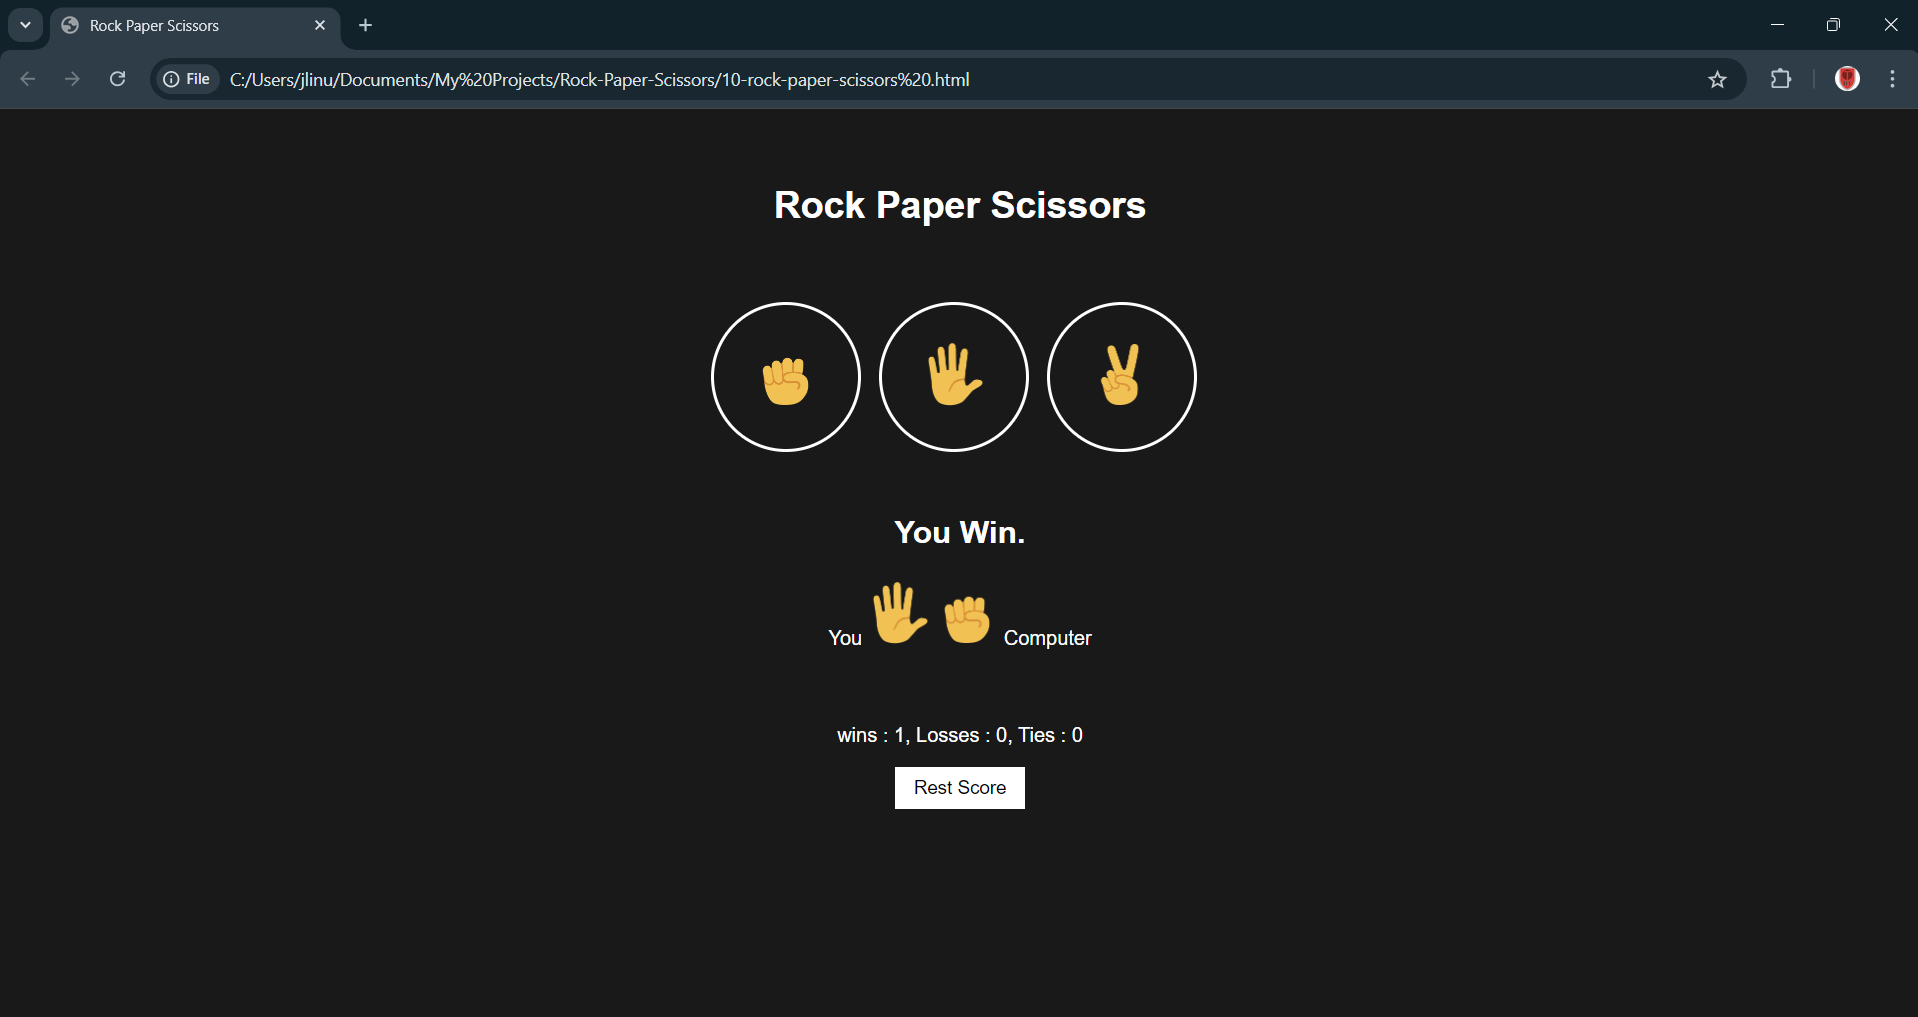 Rock Paper Scissors
File C:/Users/jlinu/Documents/My%20Projects/Rock-Paper-Scissors/10-rock-paper-scissors%20.html
Rock Paper Scissors
You Win.
You Computer
wins : 1, Losses : 0, Ties : 0
Rest Score